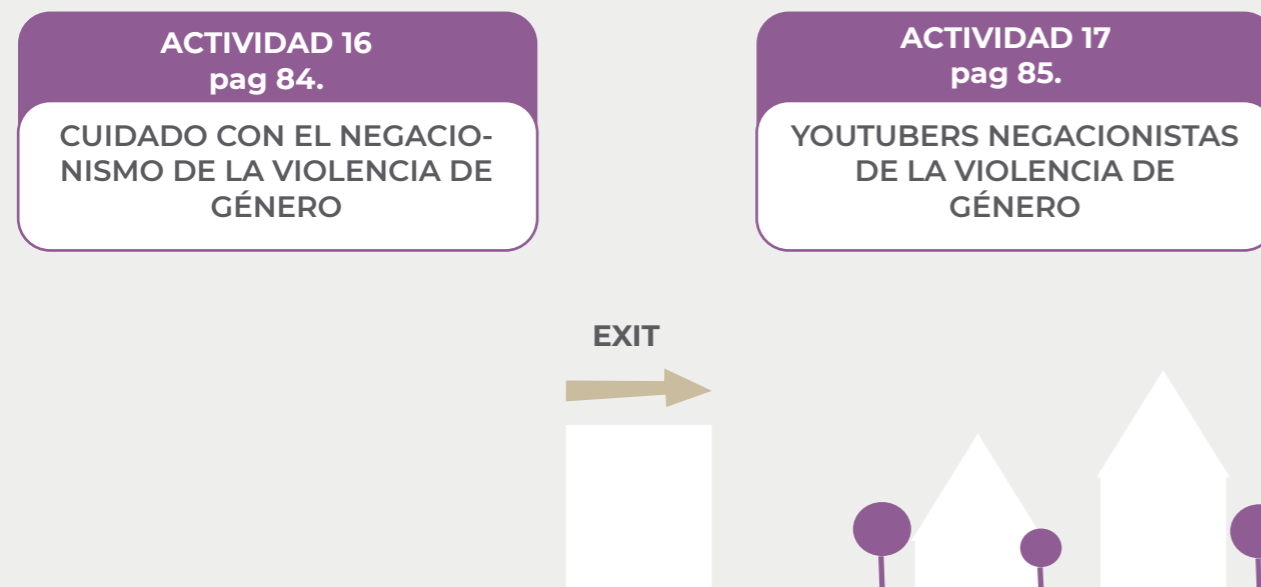 ACTIVIDAD 16
pag 84.
CUIDADO CON EL NEGACIO-
NISMO DE LA VIOLENCIA DE
GÉNERO
ACTIVIDAD 17
pag 85.
YOUTUBERS NEGACIONISTAS
DE LA VIOLENCIA DE
GÉNERO
EXIT